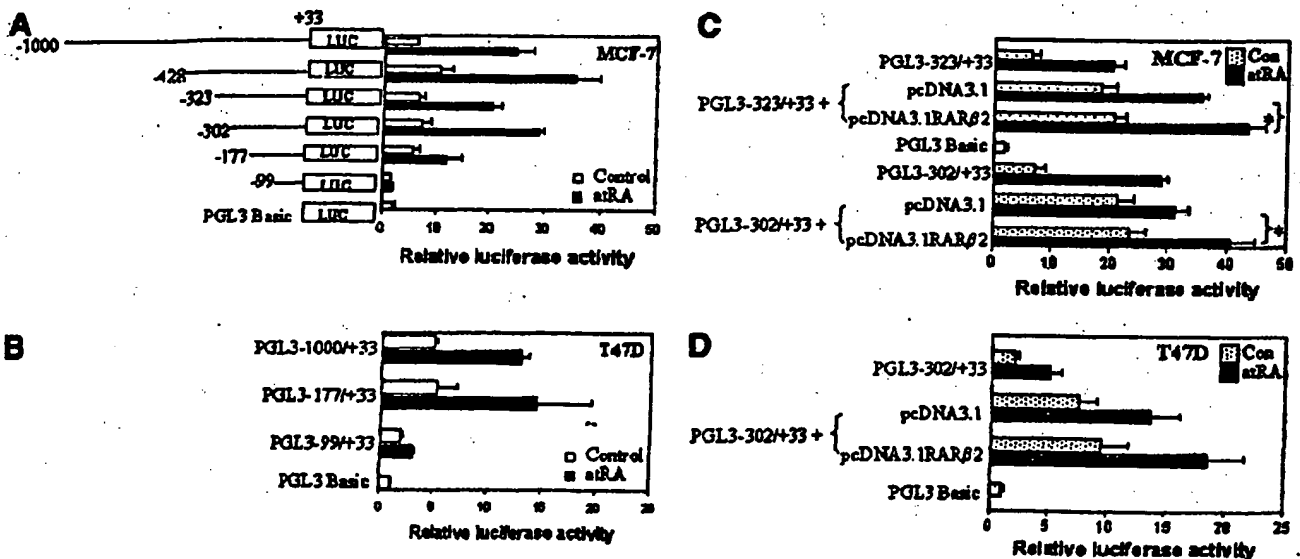 A
+33
-1000
LUC
MCF-7
-428
LUC
-323
LUC
-302
LUC
-177
LUC
-99
LUC
PGL3 Basic
LUC
Control
atRA
0 10 20 30 40 50
Relative luciferase activity
B
T47D
PGL3-1000/+33
PGL3-177/+33
PGL3-99/+33
PGL3 Basic
Control
atRA
0 5 10 15 20 25
Relative luciferase activity
C
MCF-7
Con
atRA
PGL3-323/+33
PGL3-323/+33 + {
pcDNA3.1
pcDNA3.1RARβ2
*
PGL3 Basic
PGL3-302/+33
PGL3-302/+33 + {
pcDNA3.1
pcDNA3.1RARβ2
*
0 10 20 30 40 50
Relative luciferase activity
D
T47D
Con
atRA
PGL3-302/+33
PGL3-302/+33 + {
pcDNA3.1
pcDNA3.1RARβ2
PGL3 Basic
0 5 10 15 20 25
Relative luciferase activity